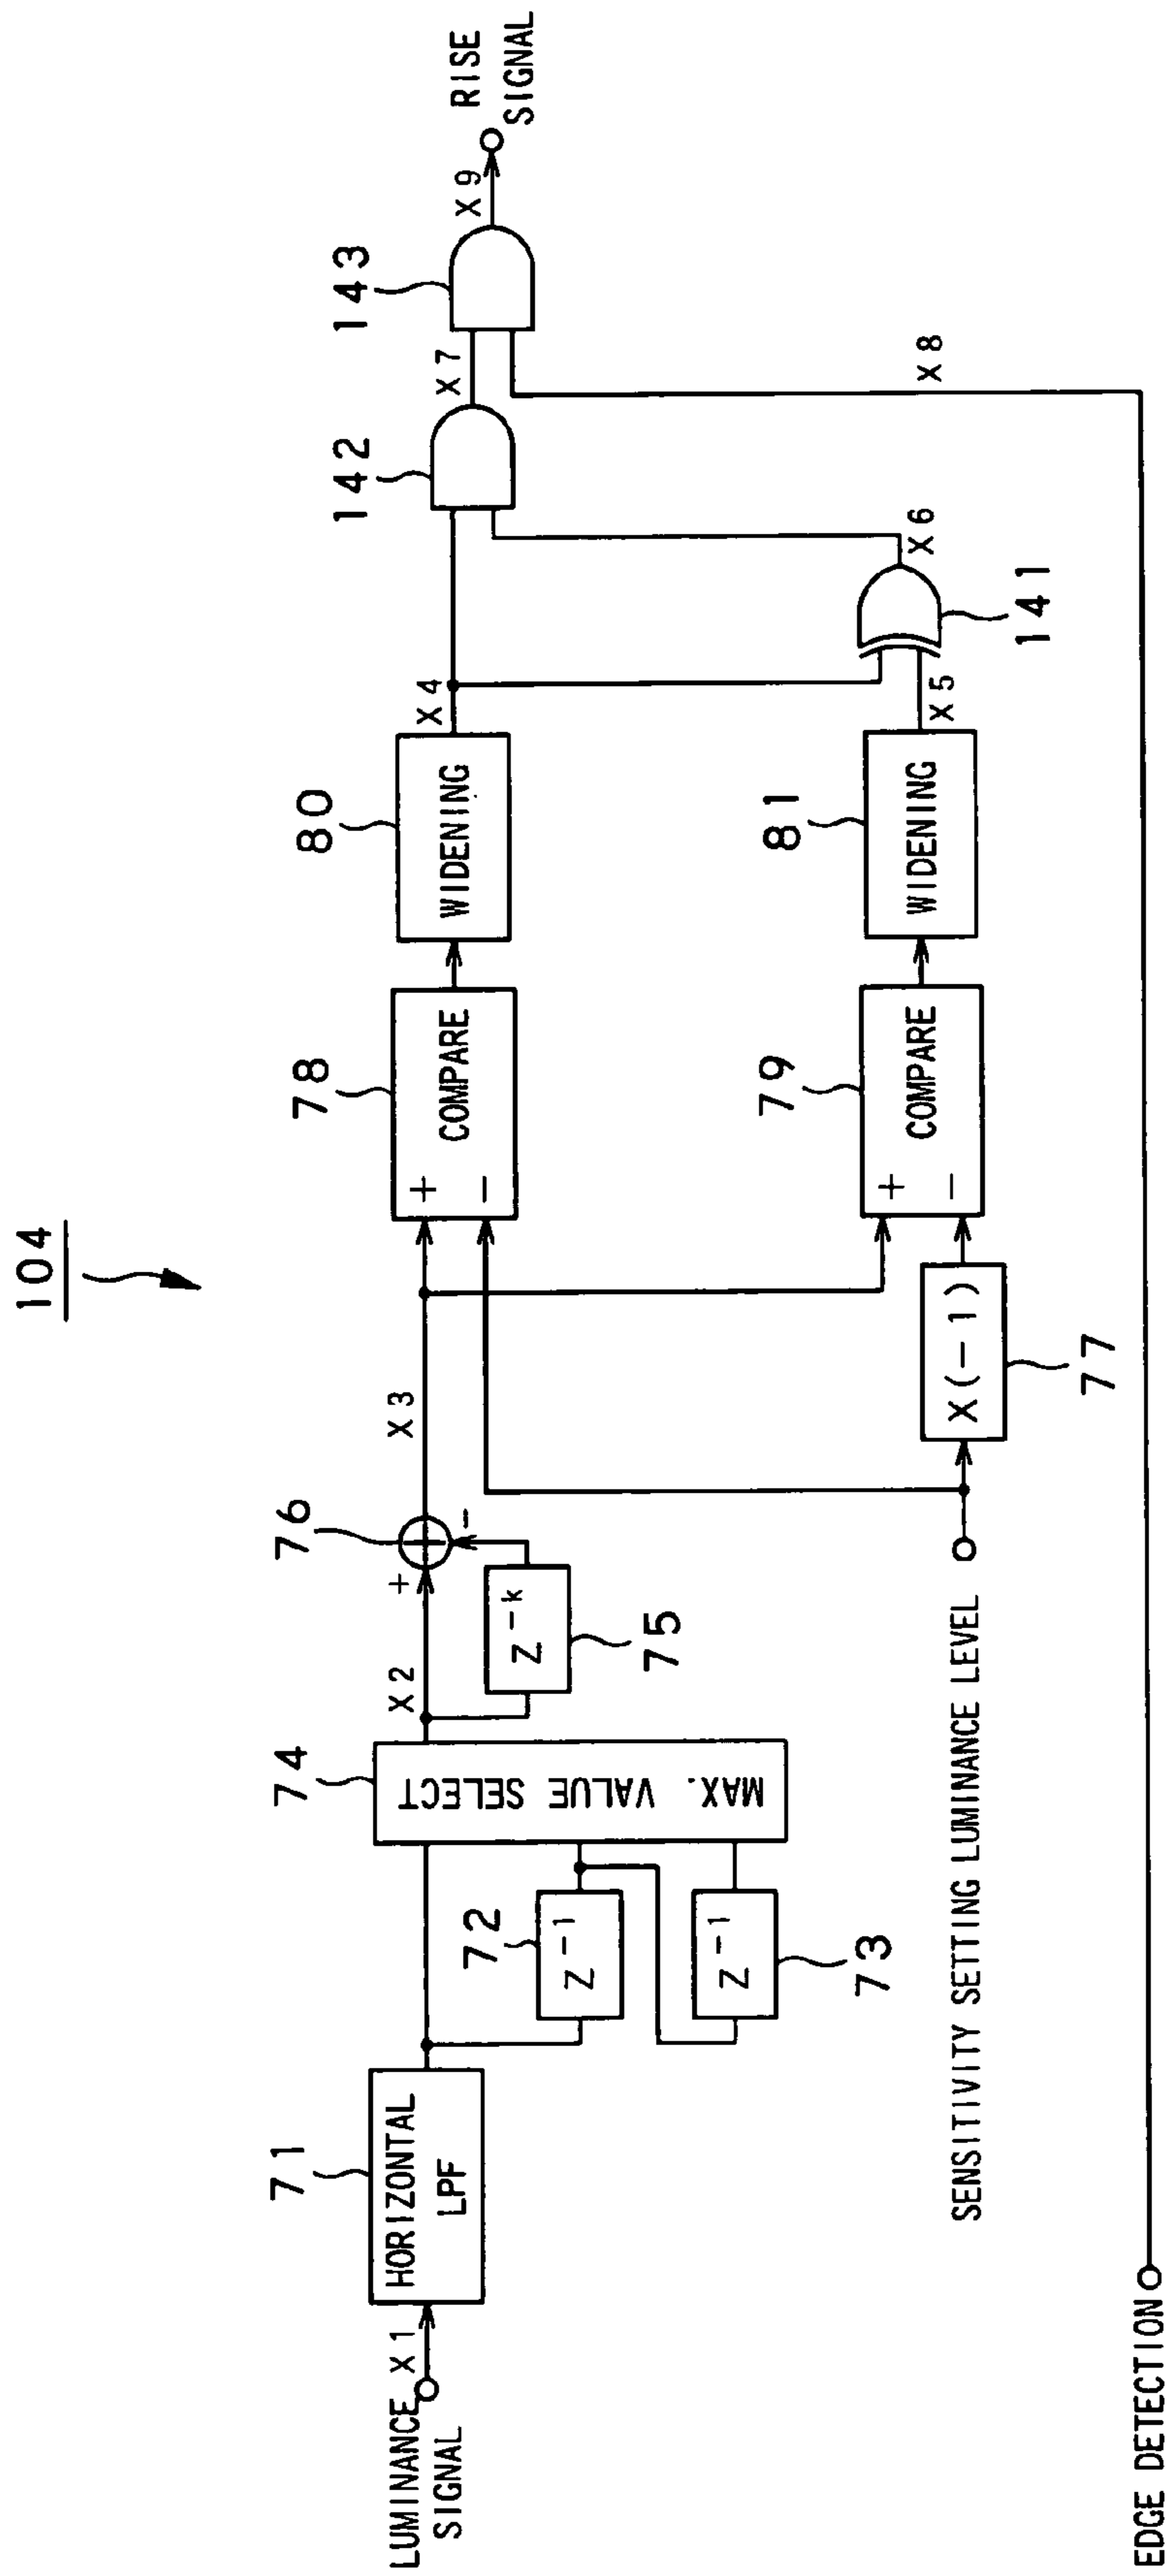 104
LUMINANCE
SIGNAL
X1
71
HORIZONTAL
LPF
72
Z-1
73
Z-1
74
MAX. VALUE SELECT
X2
75
Z-k
76
+
-
X3
78
COMPARE
+
-
80
WIDENING
X4
142
X7
143
X9
RISE
SIGNAL
SENSITIVITY SETTING LUMINANCE LEVEL
X(-1)
77
79
COMPARE
+
-
81
WIDENING
X5
141
X6
X8
EDGE DETECTION